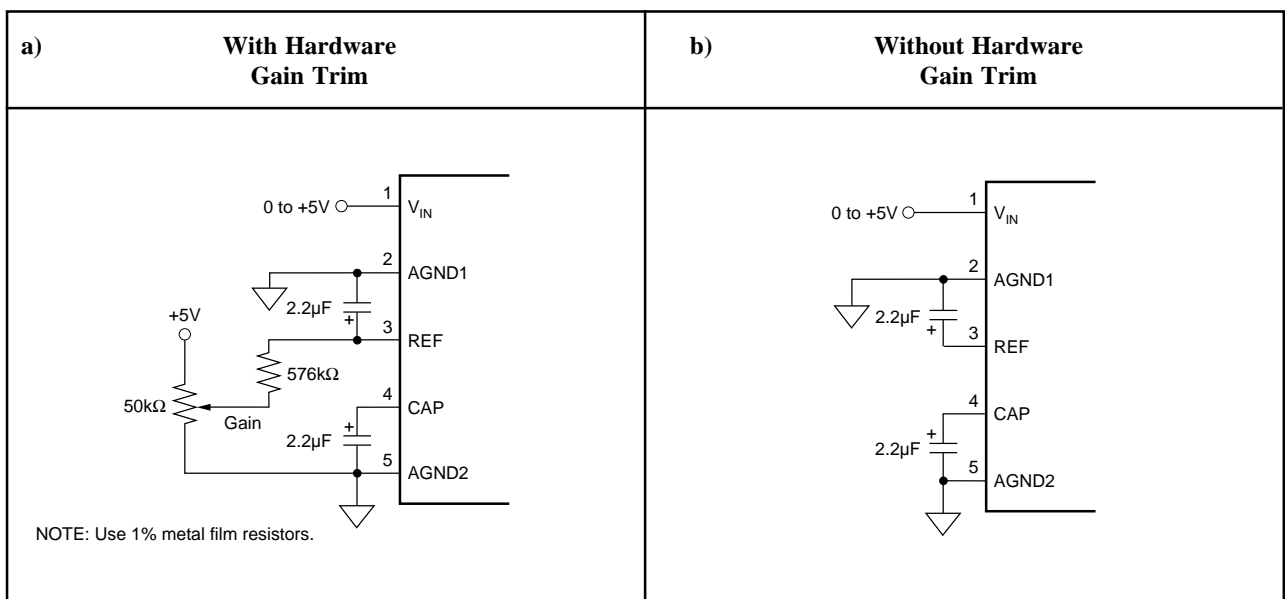 a)
With Hardware
Gain Trim
1
0 to +5V
VIN
2
AGND1
2.2µF
+
+5V
3
REF
576kΩ
50kΩ
Gain
4
CAP
+
2.2µF
5
AGND2
NOTE: Use 1% metal film resistors.
b)
Without Hardware
Gain Trim
1
0 to +5V
VIN
2
AGND1
2.2µF
+
3
REF
4
CAP
+
2.2µF
5
AGND2